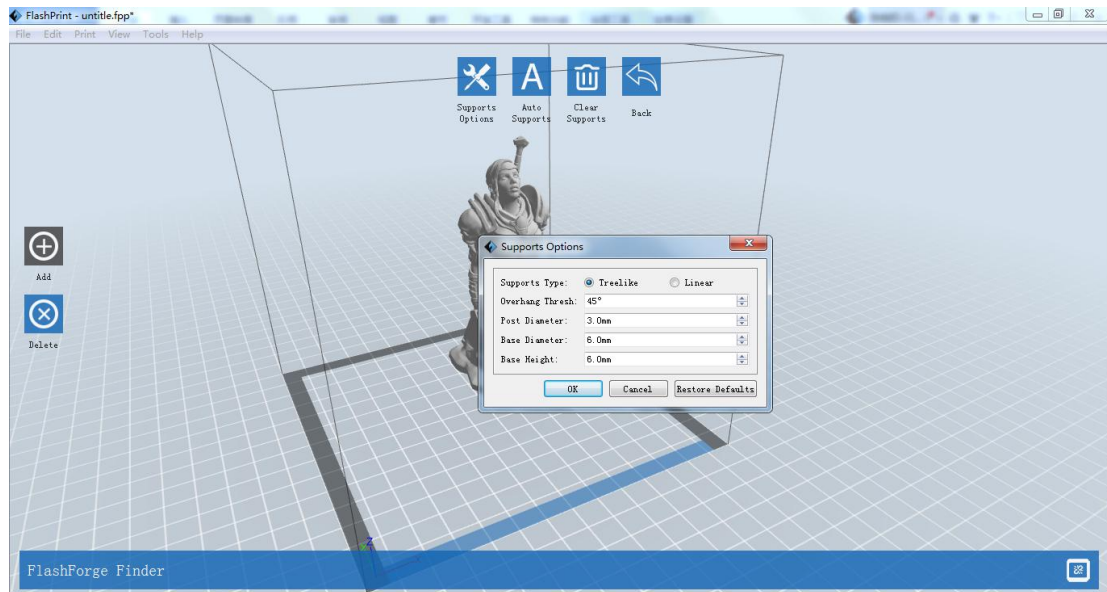 FlashPrint - untitle.fpp*
File Edit Print View Tools Help
Supports Options
Auto Supports
Clear Supports
Back
Add
Delete
Supports Options
Supports Type: Treelike Linear
Overhang Thresh: 45°
Post Diameter: 3.0mm
Base Diameter: 6.0mm
Base Height: 6.0mm
OK Cancel Restore Defaults
Z
FlashForge Finder